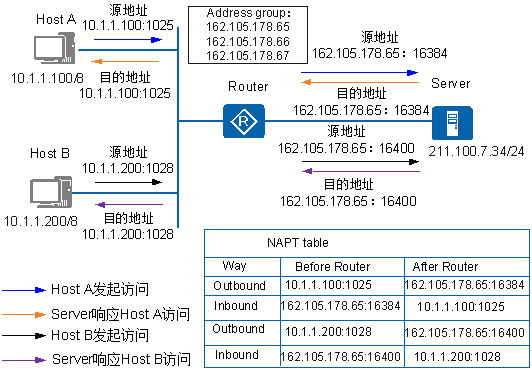 Host A
源地址
10.1.1.100:1025
目的地址
10.1.1.100:1025
10.1.1.100/8
Address group:
162.105.178.65
162.105.178.66
162.105.178.67
源地址
162.105.178.65：16384
Router
目的地址
162.105.178.65：16384
Server
源地址
162.105.178.65：16400
211.100.7.34/24
目的地址
162.105.178.65：16400
Host B
源地址
10.1.1.200:1028
目的地址
10.1.1.200:1028
10.1.1.200/8
Host A发起访问
Server响应Host A访问
Host B发起访问
Server响应Host B访问
NAPT table
Way Before Router After Router
Outbound 10.1.1.100:1025 162.105.178.65:16384
Inbound 162.105.178.65:16384 10.1.1.100:1025
Outbound 10.1.1.200:1028 162.105.178.65:16400
Inbound 162.105.178.65:16400 10.1.1.200:1028